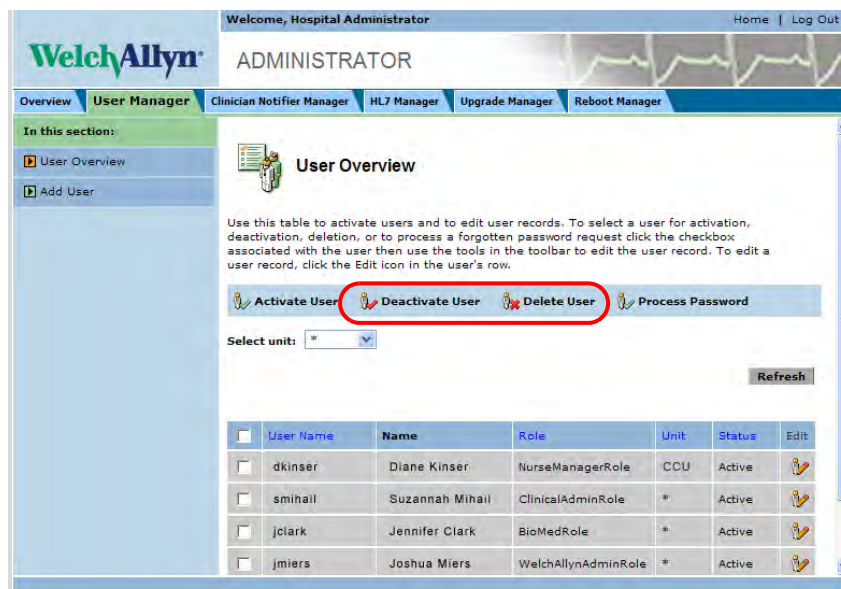 Welcome, Hospital Administrator
Home | Log Out
WelchAllyn
ADMINISTRATOR
Overview User Manager Clinician Notifier Manager HL7 Manager Upgrade Manager Reboot Manager
In this section:
User Overview
Add User
User Overview
Use this table to activate users and to edit user records. To select a user for activation,
deactivation, deletion, or to process a forgotten password request click the checkbox
associated with the user then use the tools in the toolbar to edit the user record. To edit a
user record, click the Edit icon in the user's row.
Activate User Deactivate User Delete User Process Password
Select unit: *
Refresh
User Name Name Role Unit Status Edit
dkinser Diane Kinser NurseManagerRole CCU Active
smihail Suzannah Mihail ClinicalAdminRole * Active
jclark Jennifer Clark BioMedRole * Active
jmiers Joshua Miers WelchAllynAdminRole * Active